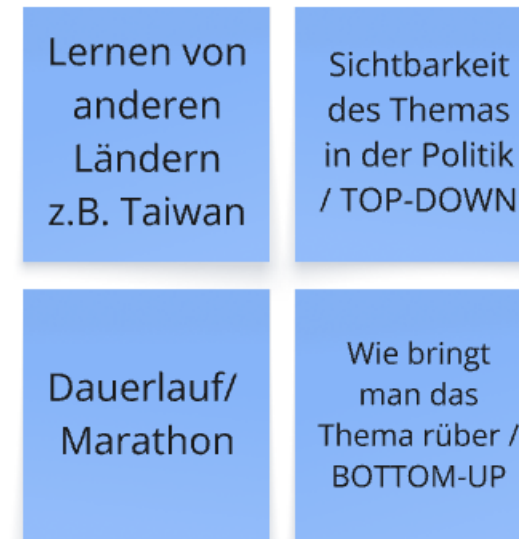 Lernen von
anderen
Ländern
z.B. Taiwan
Sichtbarkeit
des Themas
in der Politik
/ TOP-DOWN
Dauerlauf/
Marathon
Wie bringt
man das
Thema rüber /
BOTTOM-UP